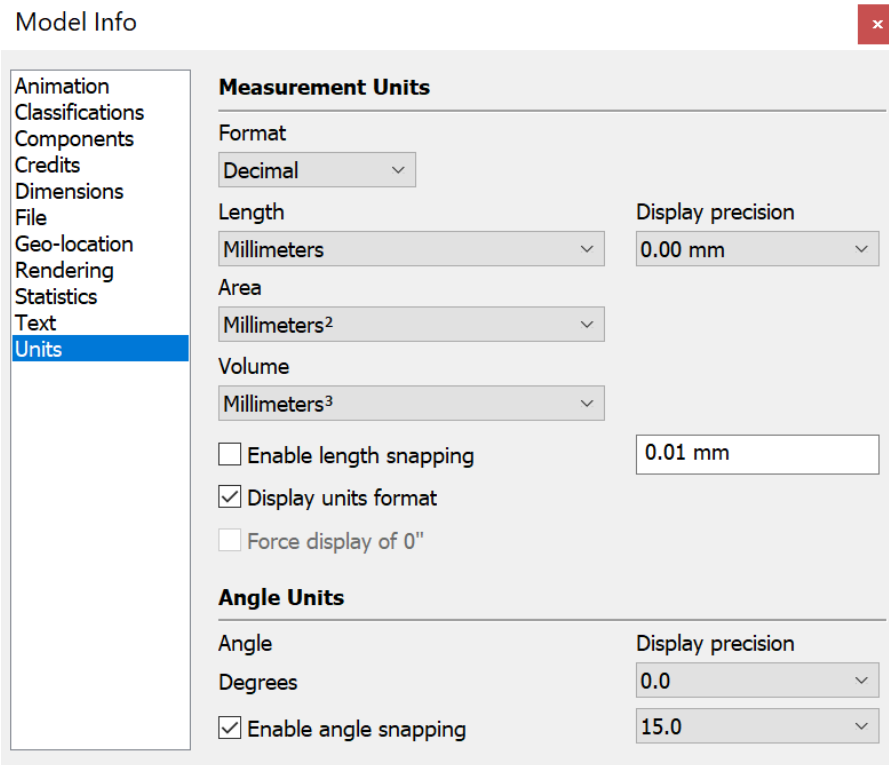 Model Info
×
Animation
Classifications
Components
Credits
Dimensions
File
Geo-location
Rendering
Statistics
Text
Units
Measurement Units
Format
Decimal
Length
Display precision
Millimeters
0.00 mm
Area
Millimeters²
Volume
Millimeters³
Enable length snapping
0.01 mm
Display units format
Force display of 0"
Angle Units
Angle
Display precision
Degrees
0.0
Enable angle snapping
15.0